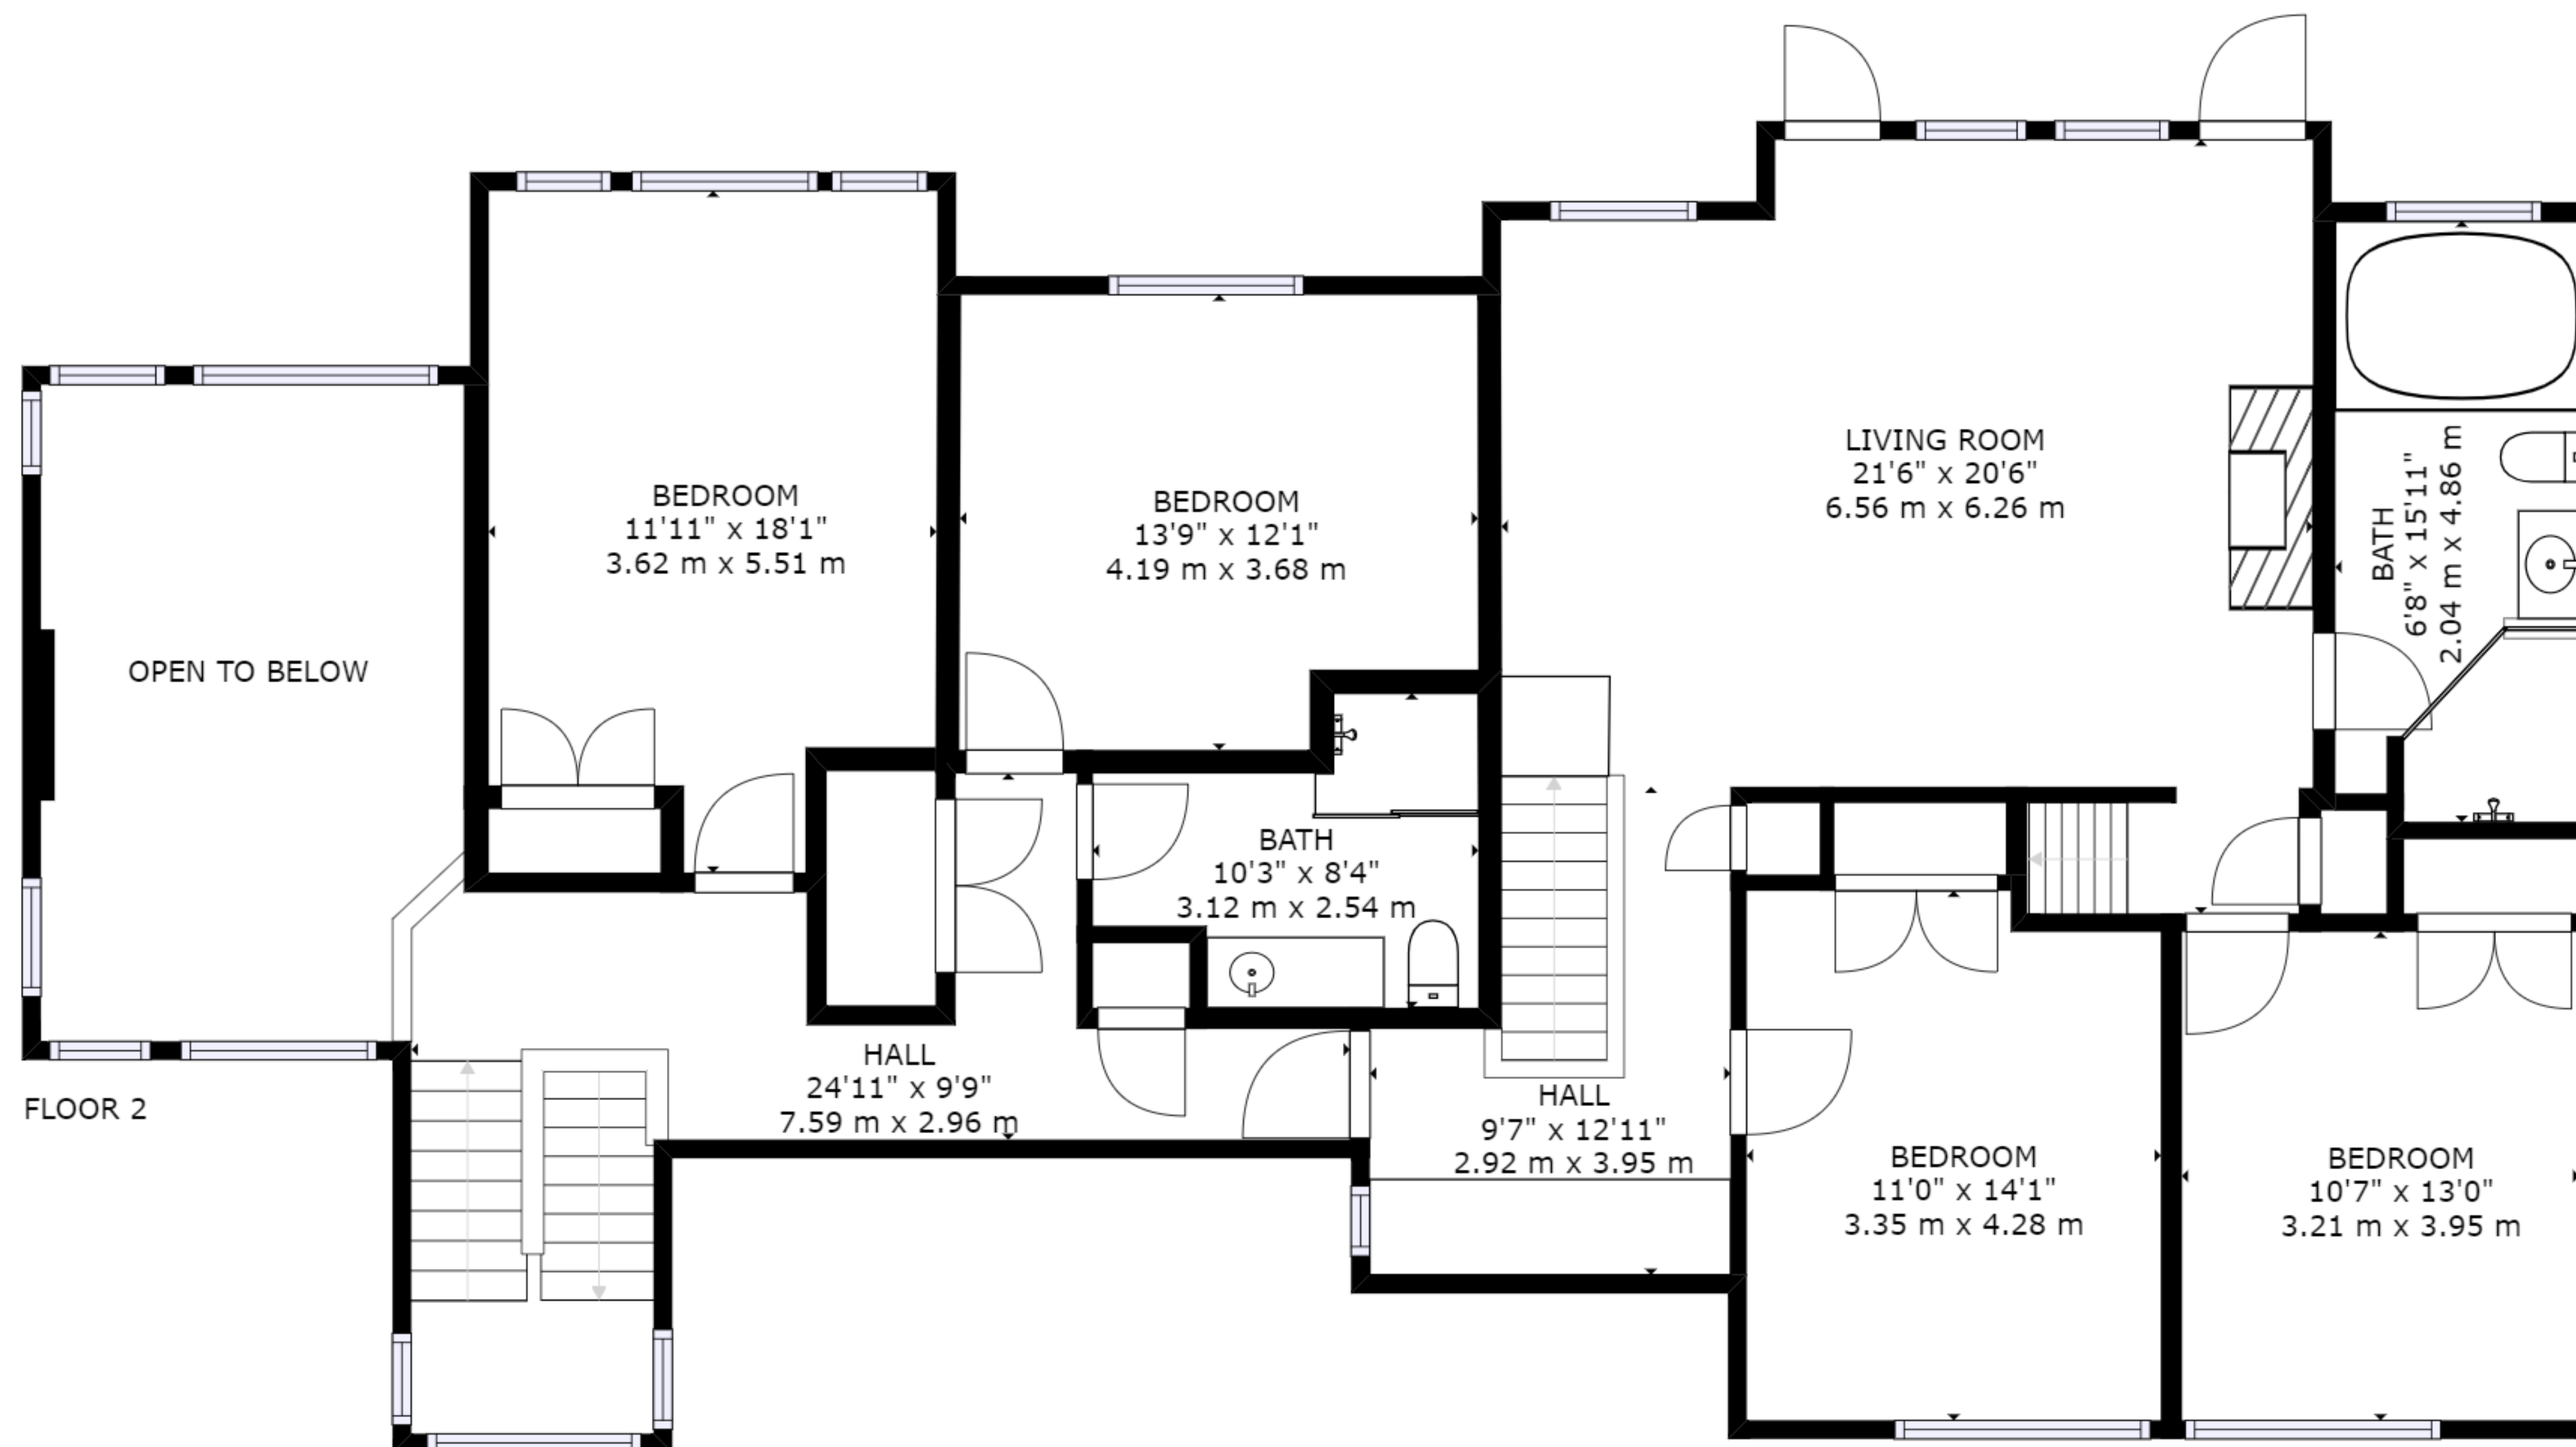 LIVING ROOM
21'6" x 20'6"
6.56 m x 6.26 m
BEDROOM
11'11" x 18'1"
3.62 m x 5.51 m
BEDROOM
13'9" x 12'1"
4.19 m x 3.68 m
BATH
6'8" x 15'11"
2.04 m x 4.86 m
OPEN TO BELOW
BATH
10'3" x 8'4"
3.12 m x 2.54 m
HALL
24'11" x 9'9"
7.59 m x 2.96 m
FLOOR 2
HALL
9'7" x 12'11"
2.92 m x 3.95 m
BEDROOM
11'0" x 14'1"
3.35 m x 4.28 m
BEDROOM
10'7" x 13'0"
3.21 m x 3.95 m